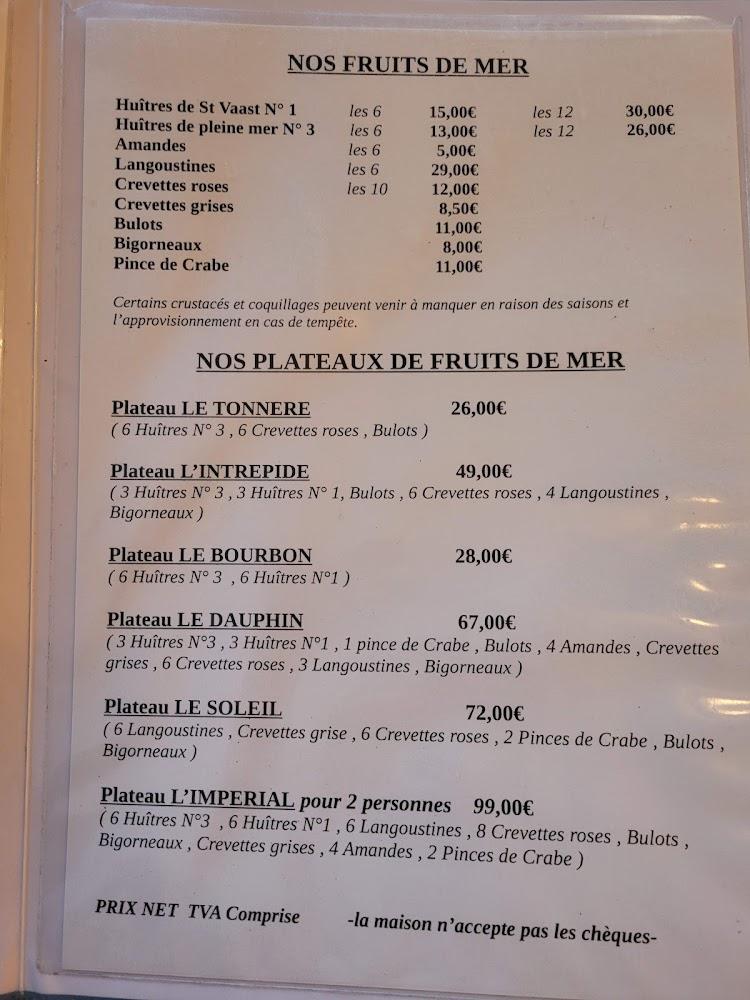 NOS FRUITS DE MER
Huîtres de St Vaast N° 1 les 6 15,00€ les 12 30,00€
Huîtres de pleine mer N° 3 les 6 13,00€ les 12 26,00€
Amandes les 6 5,00€
Langoustines les 6 29,00€
Crevettes roses les 10 12,00€
Crevettes grises 8,50€
Bulots 11,00€
Bigorneaux 8,00€
Pince de Crabe 11,00€
Certains crustacés et coquillages peuvent venir à manquer en raison des saisons et
l'approvisionnement en cas de tempête.
NOS PLATEAUX DE FRUITS DE MER
Plateau LE TONNERE 26,00€
( 6 Huîtres N° 3 , 6 Crevettes roses , Bulots )
Plateau L'INTREPIDE 49,00€
( 3 Huîtres N° 3 , 3 Huîtres N° 1, Bulots , 6 Crevettes roses , 4 Langoustines ,
Bigorneaux )
Plateau LE BOURBON 28,00€
( 6 Huîtres N° 3 , 6 Huîtres N°1 )
Plateau LE DAUPHIN 67,00€
( 3 Huîtres N°3 , 3 Huîtres N°1 , 1 pince de Crabe , Bulots , 4 Amandes , Crevettes
grises , 6 Crevettes roses , 3 Langoustines , Bigorneaux )
Plateau LE SOLEIL 72,00€
( 6 Langoustines , Crevettes grise , 6 Crevettes roses , 2 Pinces de Crabe , Bulots ,
Bigorneaux )
Plateau L'IMPERIAL pour 2 personnes 99,00€
( 6 Huîtres N°3 , 6 Huîtres N°1 , 6 Langoustines , 8 Crevettes roses , Bulots ,
Bigorneaux , Crevettes grises , 4 Amandes , 2 Pinces de Crabe )
PRIX NET TVA Comprise -la maison n'accepte pas les chèques-